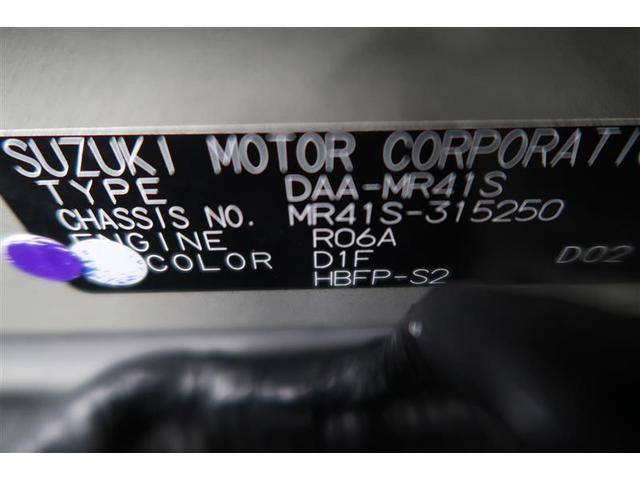 SUZUKI MOTOR CORPORATI
TYPE DAA-MR41S
CHASSIS NO. MR41S-315250
ENGINE R06A
COLOR D1F D02
HBFP-S2